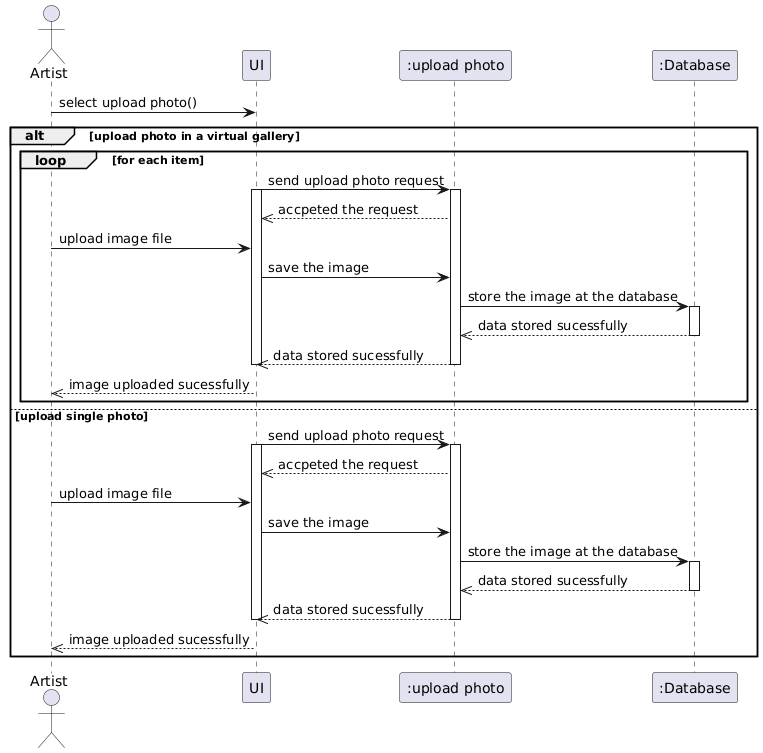 Artist
UI
:upload photo
:Database
select upload photo()
alt
[upload photo in a virtual gallery]
loop
[for each item]
send upload photo request
accpeted the request
upload image file
save the image
store the image at the database
data stored sucessfully
data stored sucessfully
image uploaded sucessfully
[upload single photo]
send upload photo request
accpeted the request
upload image file
save the image
store the image at the database
data stored sucessfully
data stored sucessfully
image uploaded sucessfully
Artist
UI
:upload photo
:Database